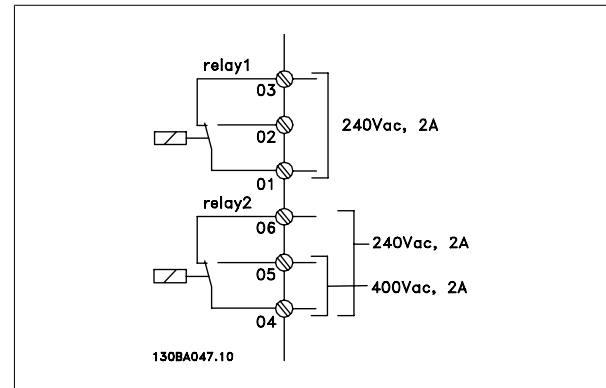 relay1
03
02
240Vac, 2A
01
relay2
06
240Vac, 2A
05
400Vac, 2A
04
130BA047.10